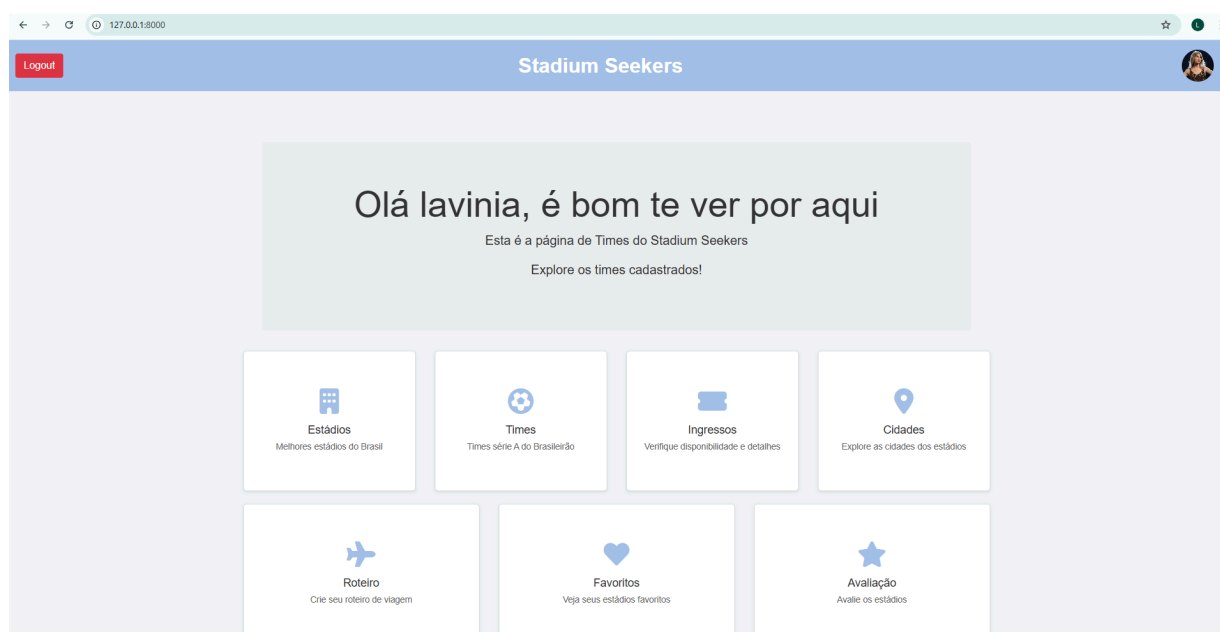 127.0.0.1:8000
L
Logout
Stadium Seekers
Olá lavinia, é bom te ver por aqui
Esta é a página de Times do Stadium Seekers
Explore os times cadastrados!
Estádios
Melhores estádios do Brasil
Times
Times série A do Brasileirão
Ingressos
Verifique disponibilidade e detalhes
Cidades
Explore as cidades dos estádios
Roteiro
Crie seu roteiro de viagem
Favoritos
Veja seus estádios favoritos
Avaliação
Avalie os estádios